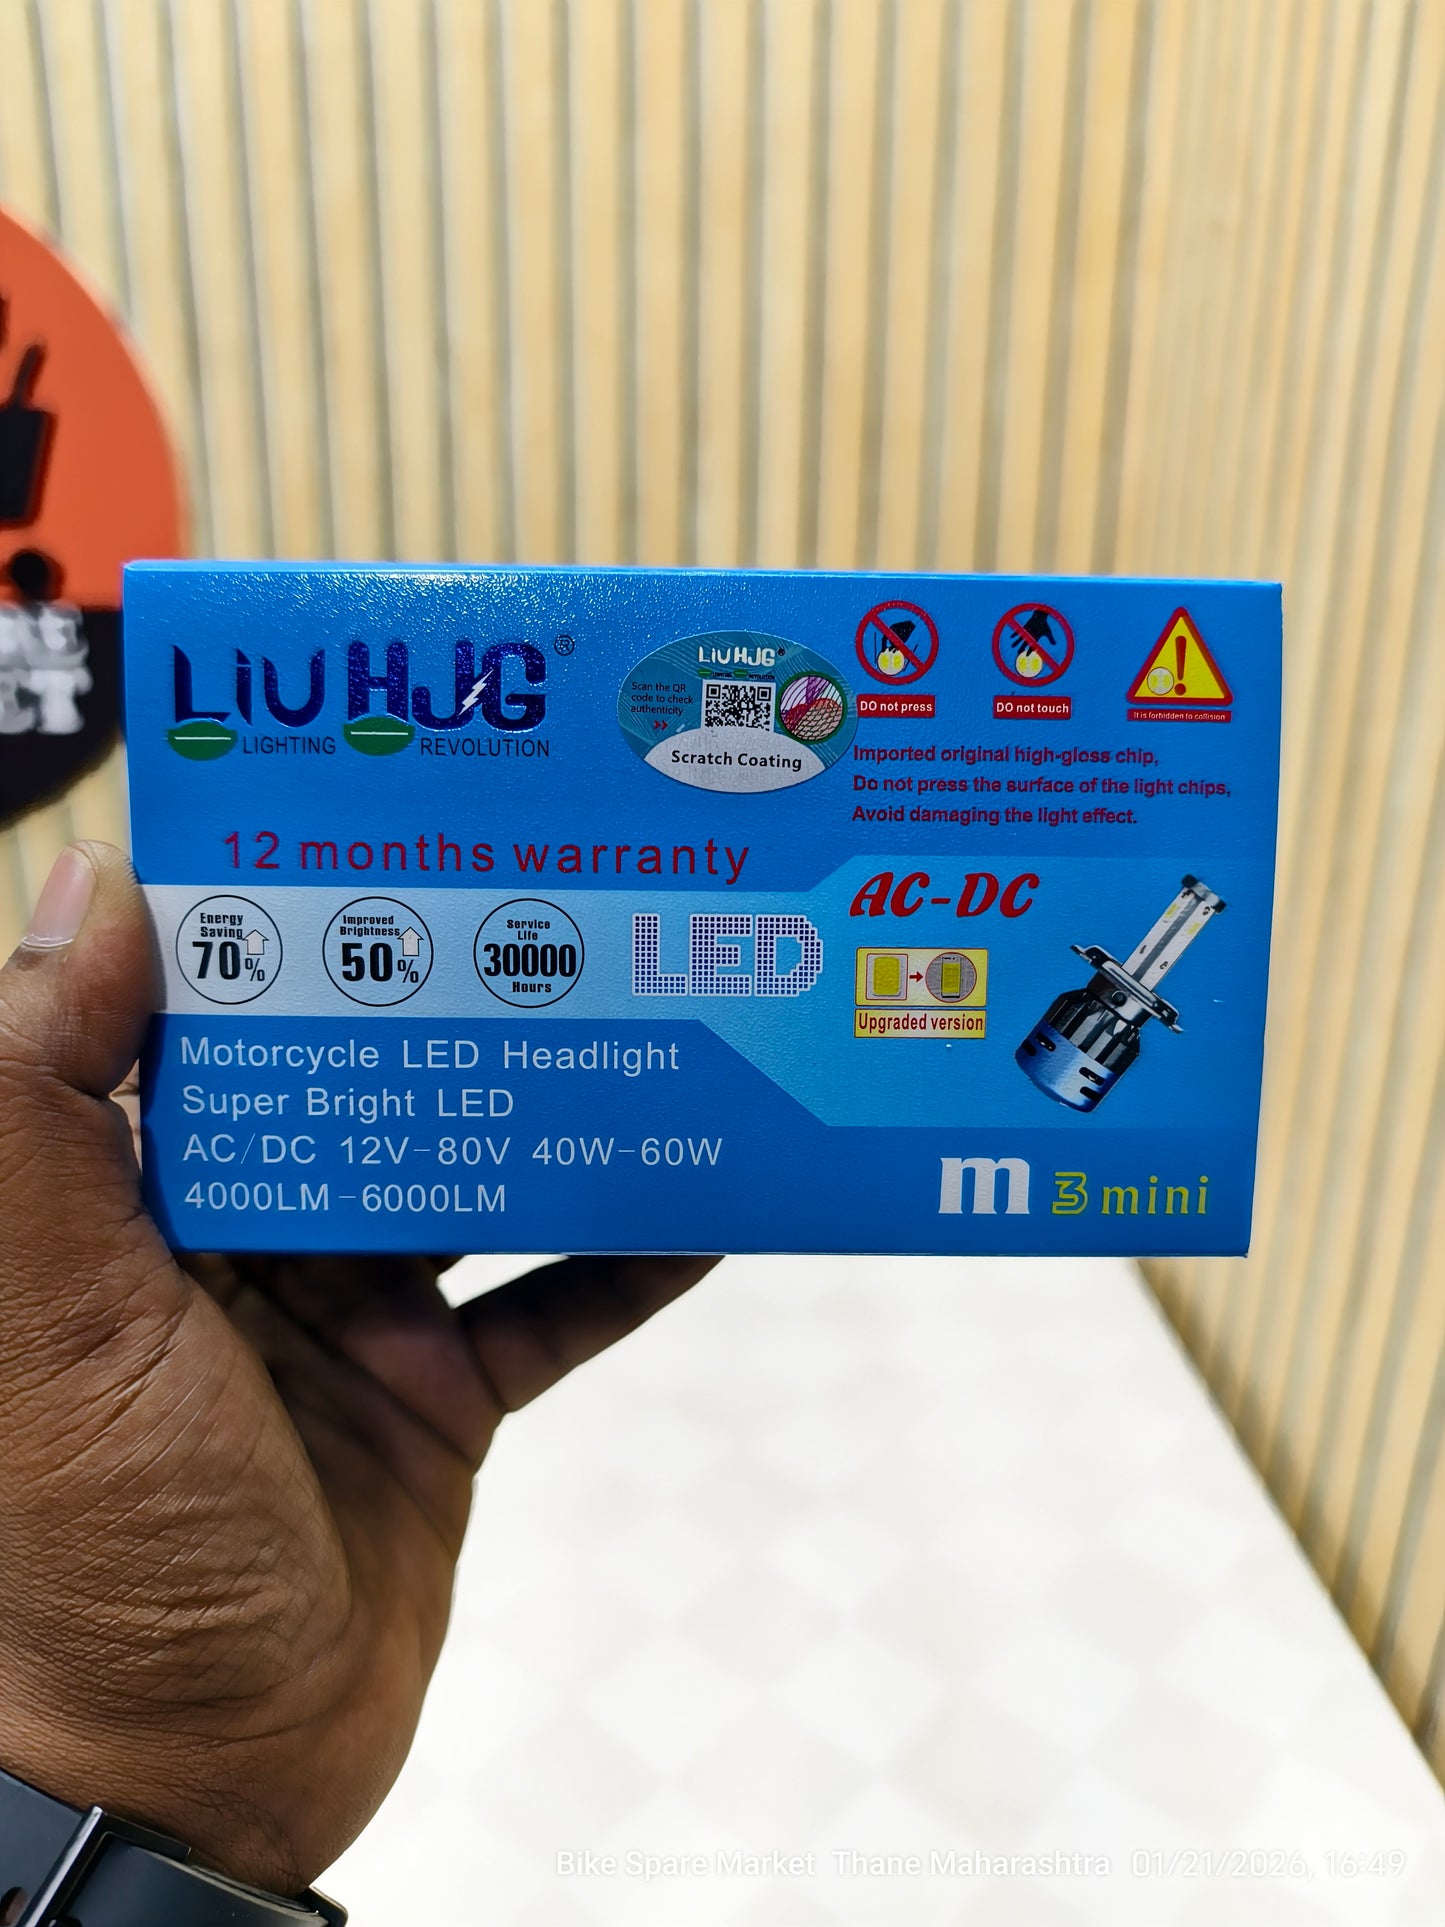 LiU HJG®
LIGHTING REVOLUTION
LiU HJG®
LIGHTING REVOLUTION
Scan the QR
code to check
authenticity
Scratch Coating
DO not press
DO not touch
It is forbidden to collision
Imported original high-gloss chip,
Do not press the surface of the light chips,
Avoid damaging the light effect.
12 months warranty
Energy
Saving
70%
Improved
Brightness
50%
Service
Life
30000
Hours
LED
AC-DC
Upgraded version
Motorcycle LED Headlight
Super Bright LED
AC/DC 12V-80V 40W-60W
4000LM-6000LM
m 3 mini
Bike Spare Market Thane Maharashtra 01/21/2026, 16:49